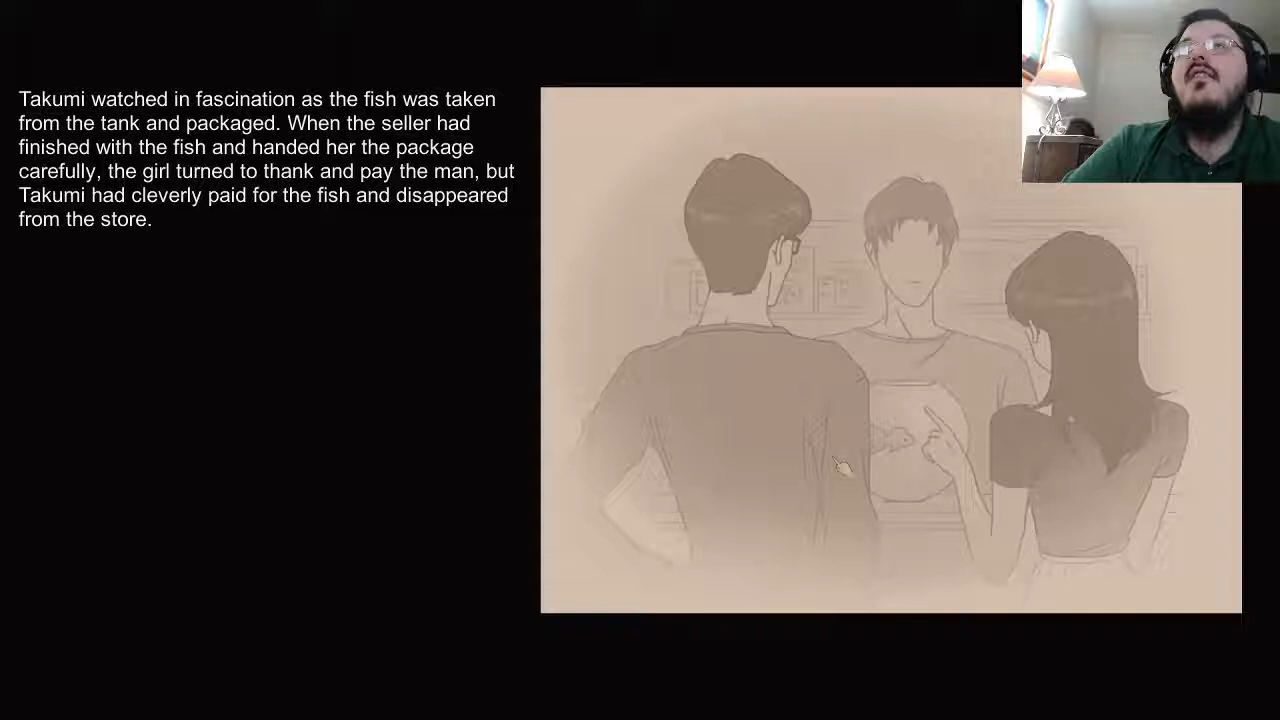 Takumi watched in fascination as the fish was taken
from the tank and packaged. When the seller had
finished with the fish and handed her the package
carefully, the girl turned to thank and pay the man, but
Takumi had cleverly paid for the fish and disappeared
from the store.